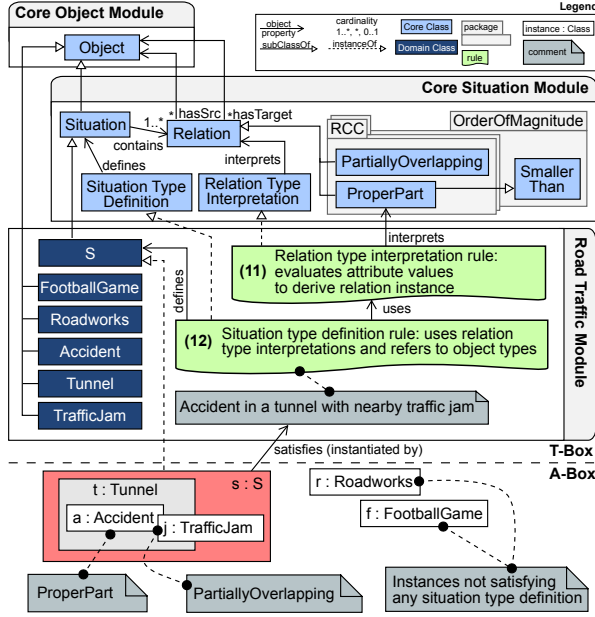 Core Object Module
Object
Legend
object
property
cardinality
1..*, *, 0..1
subClassOf
instanceOf
Core Class
Domain Class
package
rule
instance : Class
comment
Core Situation Module
Situation
1..*
contains
*
hasSrc
*
hasTarget
Relation
defines
interprets
Situation Type
Definition
Relation Type
Interpretation
RCC
OrderOfMagnitude
PartiallyOverlapping
ProperPart
Smaller
Than
Road Traffic Module
S
FootballGame
Roadworks
Accident
Tunnel
TrafficJam
defines
interprets
(11) Relation type interpretation rule:
evaluates attribute values
to derive relation instance
uses
(12) Situation type definition rule: uses relation
type interpretations and refers to object types
Accident in a tunnel with nearby traffic jam
satisfies (instantiated by)
T-Box
A-Box
s : S
t : Tunnel
a : Accident
j : TrafficJam
r : Roadworks
f : FootballGame
ProperPart
PartiallyOverlapping
Instances not satisfying
any situation type definition